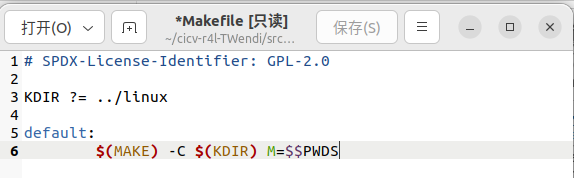 打开(O)
*Makefile [只读]
~/cicv-r4l-TWendi/src…
保存(S)
1 # SPDX-License-Identifier: GPL-2.0
2
3 KDIR ?= ../linux
4
5 default:
6 $(MAKE) -C $(KDIR) M=$$PWDS